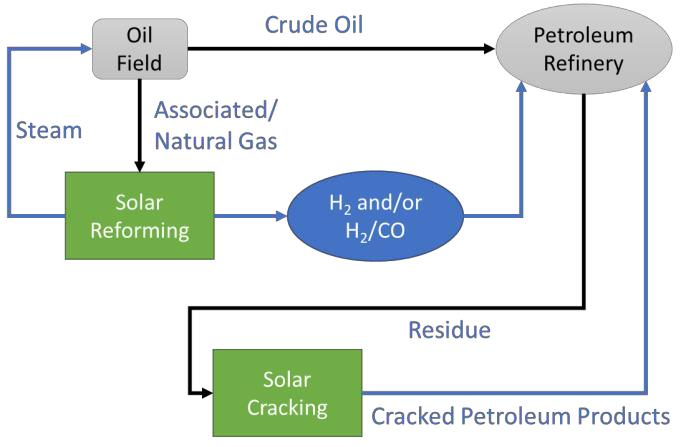 Oil
Field
Crude Oil
Petroleum
Refinery
Steam
Associated/
Natural Gas
Solar
Reforming
H₂ and/or
H₂/CO
Residue
Solar
Cracking
Cracked Petroleum Products